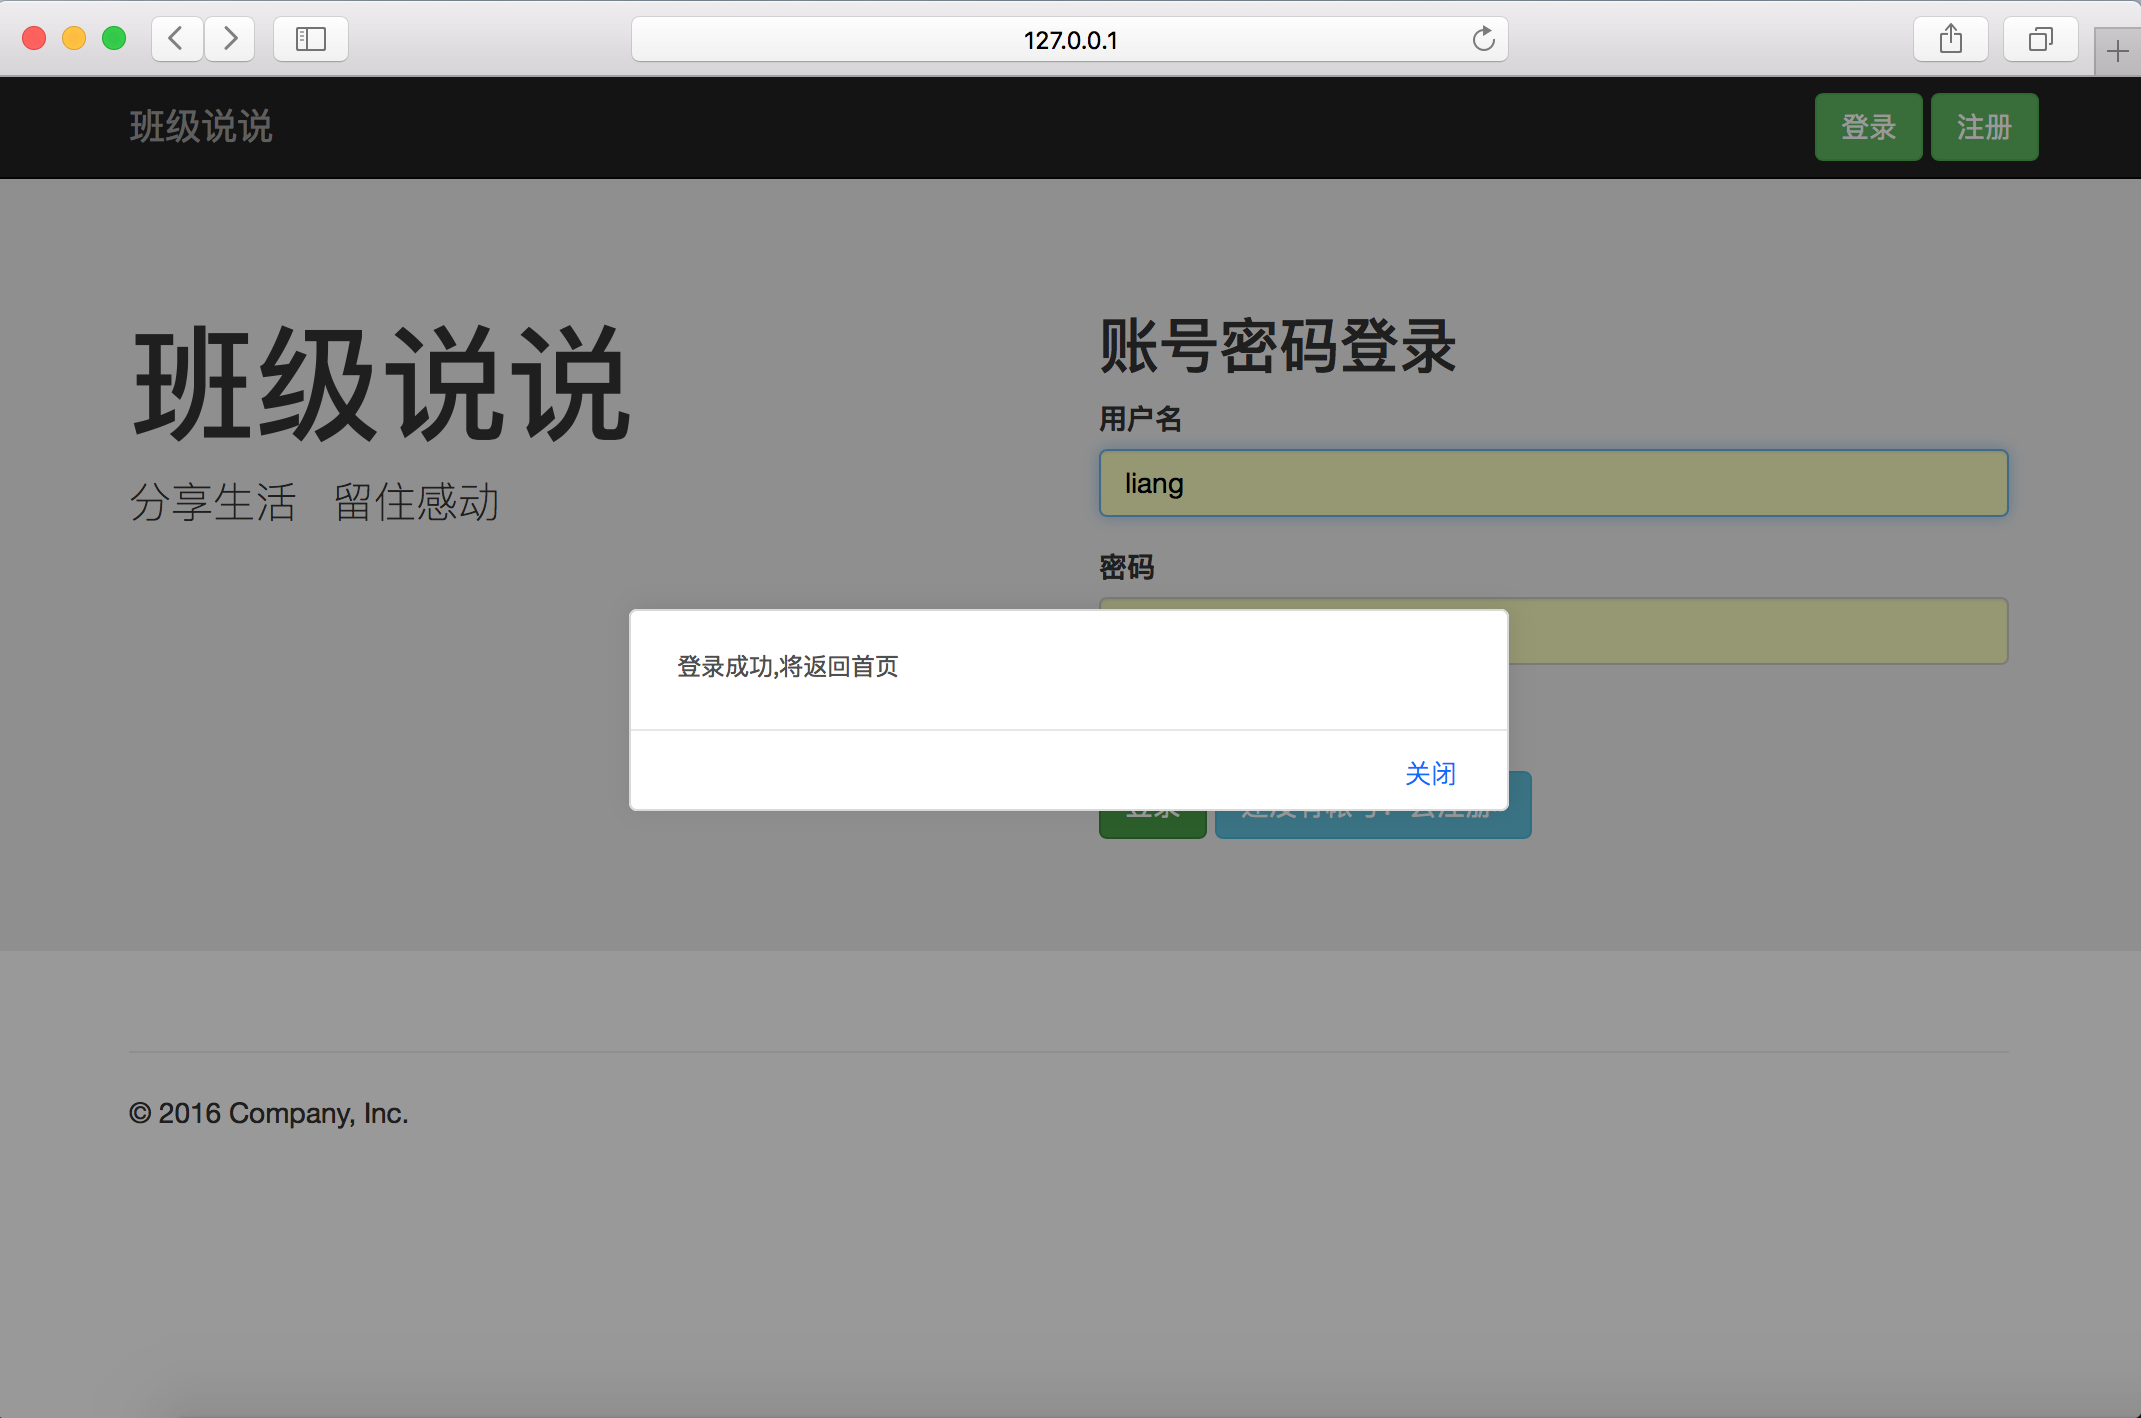 127.0.0.1
班级说说
登录 注册
班级说说
分享生活 留住感动
账号密码登录
用户名
liang
密码
登录成功,将返回首页
关闭
登录
© 2016 Company, Inc.